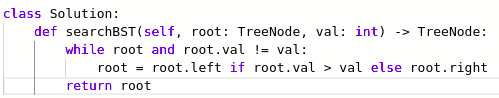 class Solution:
    def searchBST(self, root: TreeNode, val: int) -> TreeNode:
        while root and root.val != val:
            root = root.left if root.val > val else root.right
        return root